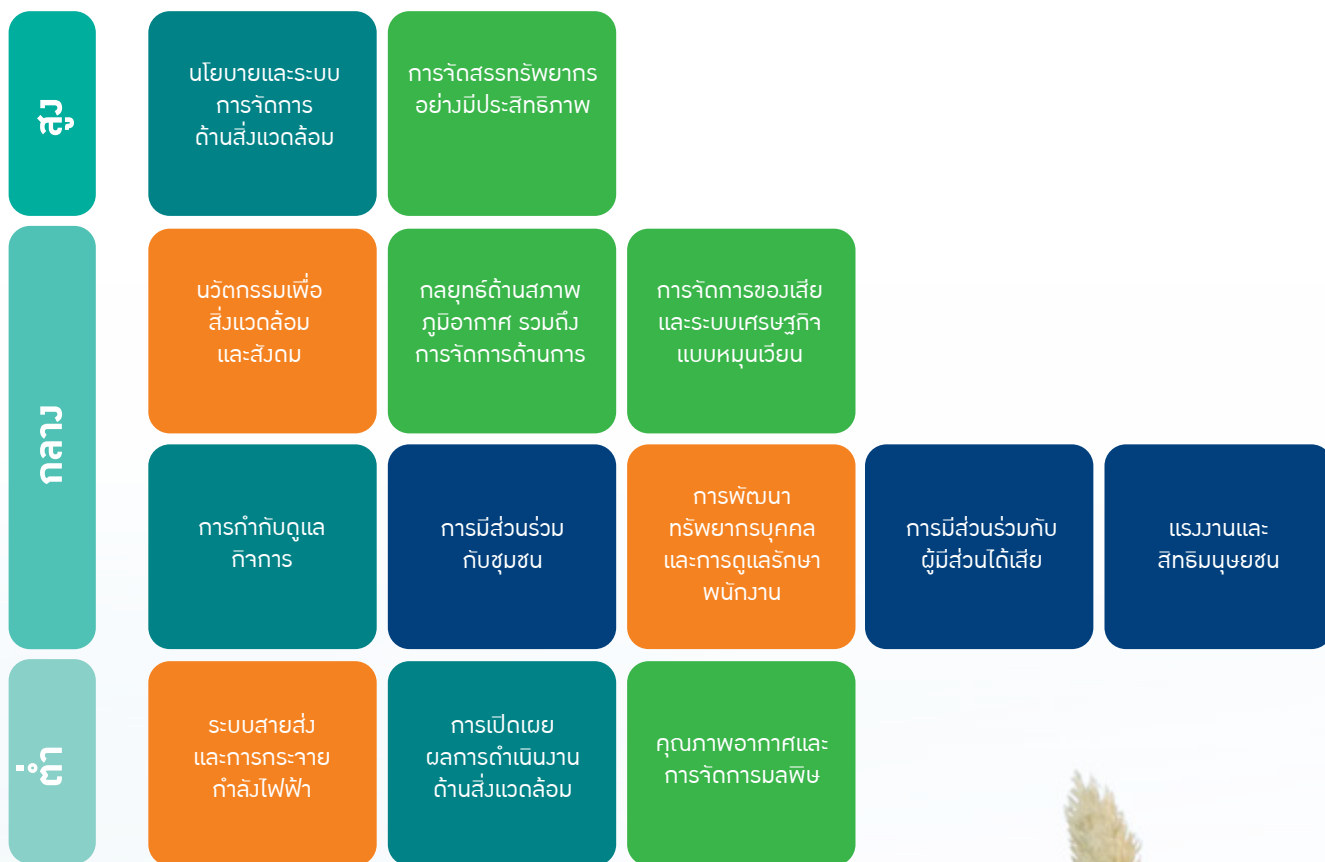 สูง
นโยบายและระบบ
การจัดการ
ด้านสิ่งแวดล้อม
การจัดสรรทรัพยากร
อย่างมีประสิทธิภาพ
กลาง
นวัตกรรมเพื่อ
สิ่งแวดล้อม
และสังคม
กลยุทธ์ด้านสภาพ
ภูมิอากาศ รวมถึง
การจัดการด้านการ
การจัดการของเสีย
และระบบเศรษฐกิจ
แบบหมุนเวียน
การกำกับดูแล
กิจการ
การมีส่วนร่วม
กับชุมชน
การพัฒนา
ทรัพยากรบุคคล
และการดูแลรักษา
พนักงาน
การมีส่วนร่วมกับ
ผู้มีส่วนได้เสีย
แรงงานและ
สิทธิมนุษยชน
ต่ำ
ระบบสายส่ง
และการกระจาย
กำลังไฟฟ้า
การเปิดเผย
ผลการดำเนินงาน
ด้านสิ่งแวดล้อม
คุณภาพอากาศและ
การจัดการมลพิษ